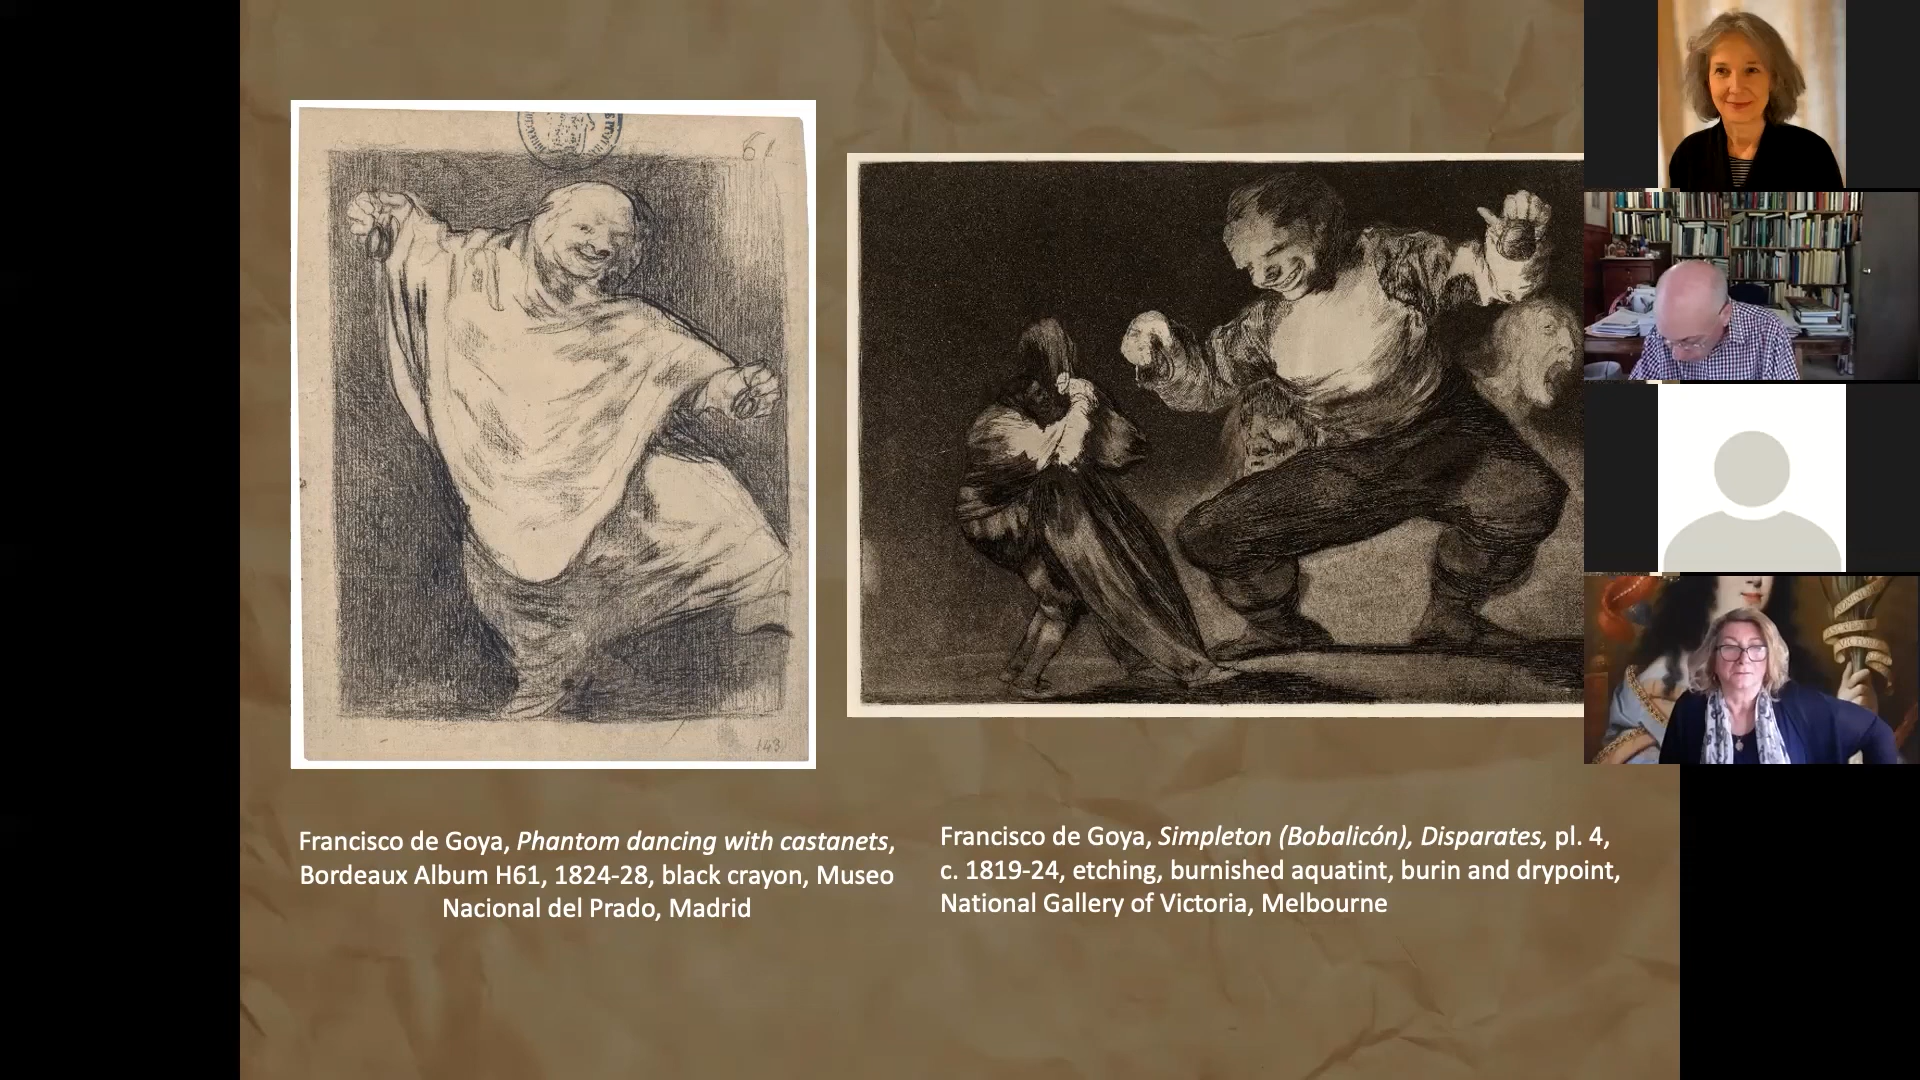 61
143
Francisco de Goya, Phantom dancing with castanets,
Bordeaux Album H61, 1824-28, black crayon, Museo
Nacional del Prado, Madrid
Francisco de Goya, Simpleton (Bobalicón), Disparates, pl. 4,
c. 1819-24, etching, burnished aquatint, burin and drypoint,
National Gallery of Victoria, Melbourne